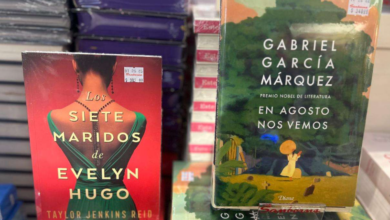 Los
SIETE
MARIDOS
de
EVELYN
HUGO
TAYLOR JENKINS REID
GABRIEL
GARCÍA
MÁRQUEZ
PREMIO NOBEL DE LITERATURA
EN AGOSTO
NOS VEMOS
Diana